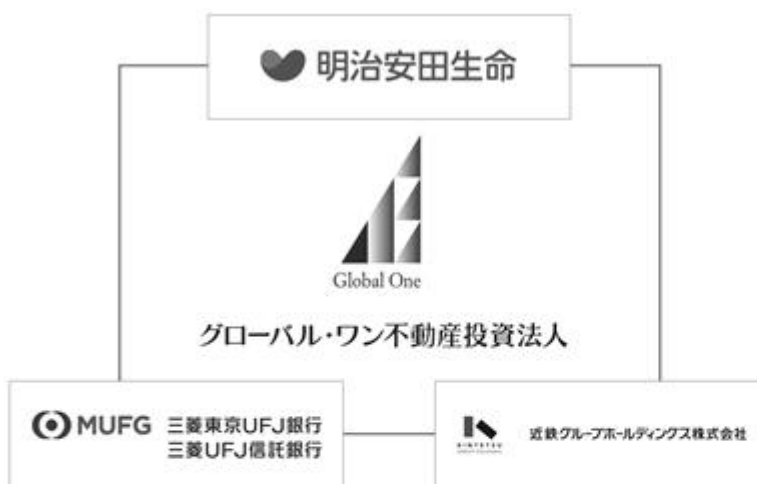 明治安田生命
Global One
グローバル・ワン不動産投資法人
MUFG 三菱東京UFJ銀行
三菱UFJ信託銀行
KINTETSU
近鉄グループホールディングス株式会社